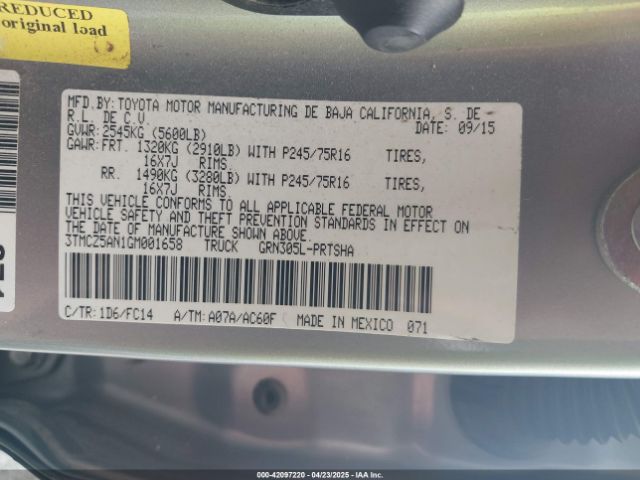 REDUCED
original load
MFD.BY: TOYOTA MOTOR MANUFACTURING DE BAJA CALIFORNIA, S. DE
R.L. DE C.V. DATE: 09/15
GVWR: 2545KG (5600LB)
GAWR: FRT. 1320KG (2910LB) WITH P245/75R16 TIRES,
16X7J RIMS
RR. 1490KG (3280LB) WITH P245/75R16 TIRES,
16X7J RIMS
THIS VEHICLE CONFORMS TO ALL APPLICABLE FEDERAL MOTOR
VEHICLE SAFETY AND THEFT PREVENTION STANDARDS IN EFFECT ON
THE DATE OF MANUFACTURE SHOWN ABOVE.
3TMCZ5AN1GM001658 TRUCK GRN305L-PRTSHA
C/TR: 1D6/FC14 A/TM: A07A/AC60F MADE IN MEXICO 071
000-42097220 - 04/23/2025 - IAAI.COM